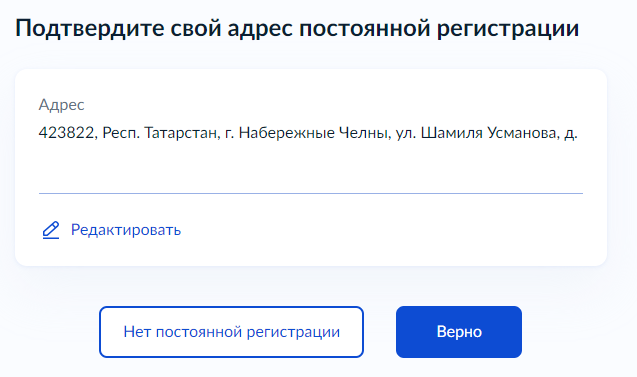 Подтвердите свой адрес постоянной регистрации
Адрес
423822, Респ. Татарстан, г. Набережные Челны, ул. Шамиля Усманова, д.
Редактировать
Нет постоянной регистрации
Верно